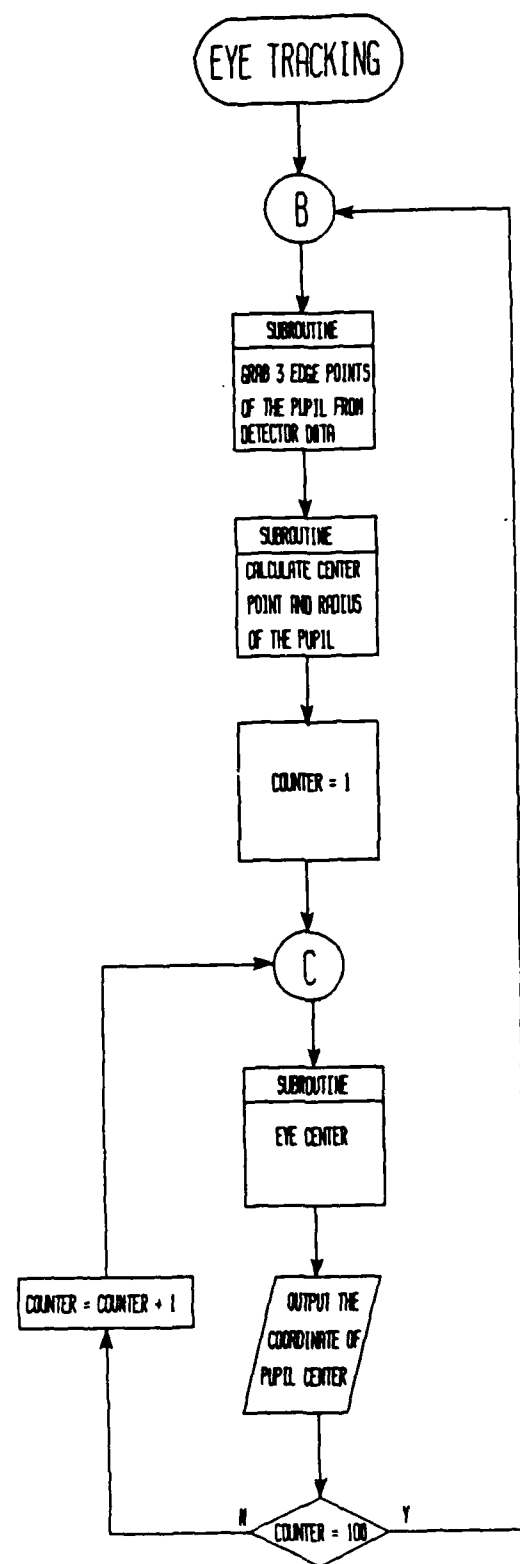 EYE TRACKING
B
SUBROUTINE
GRAB 3 EDGE POINTS
OF THE PUPIL FROM
DETECTOR DATA
SUBROUTINE
CALCULATE CENTER
POINT AND RADIUS
OF THE PUPIL
COUNTER = 1
C
SUBROUTINE
EYE CENTER
COUNTER = COUNTER + 1
OUTPUT THE
COORDINATE OF
PUPIL CENTER
N
Y
COUNTER = 100